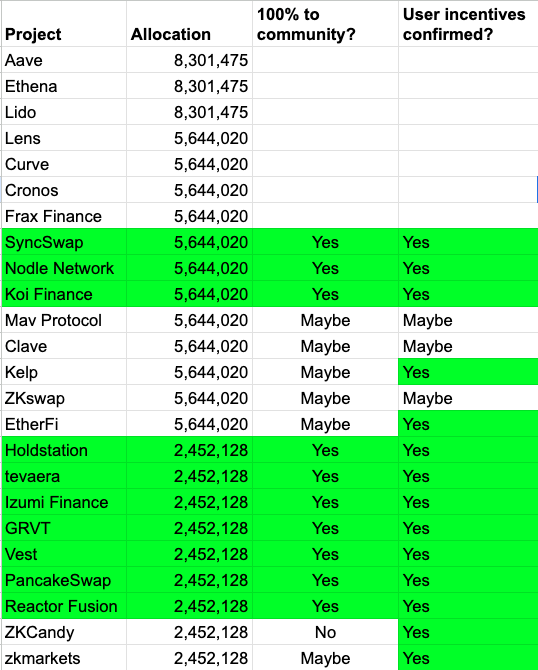 Project Allocation 100% to community? User incentives confirmed?
Aave 8,301,475
Ethena 8,301,475
Lido 8,301,475
Lens 5,644,020
Curve 5,644,020
Cronos 5,644,020
Frax Finance 5,644,020
SyncSwap 5,644,020 Yes Yes
Nodle Network 5,644,020 Yes Yes
Koi Finance 5,644,020 Yes Yes
Mav Protocol 5,644,020 Maybe Maybe
Clave 5,644,020 Maybe Maybe
Kelp 5,644,020 Maybe Yes
ZKswap 5,644,020 Maybe Maybe
EtherFi 5,644,020 Maybe Yes
Holdstation 2,452,128 Yes Yes
tevaera 2,452,128 Yes Yes
Izumi Finance 2,452,128 Yes Yes
GRVT 2,452,128 Yes Yes
Vest 2,452,128 Yes Yes
PancakeSwap 2,452,128 Yes Yes
Reactor Fusion 2,452,128 Yes Yes
ZKCandy 2,452,128 No Yes
zkmarkets 2,452,128 Maybe Yes